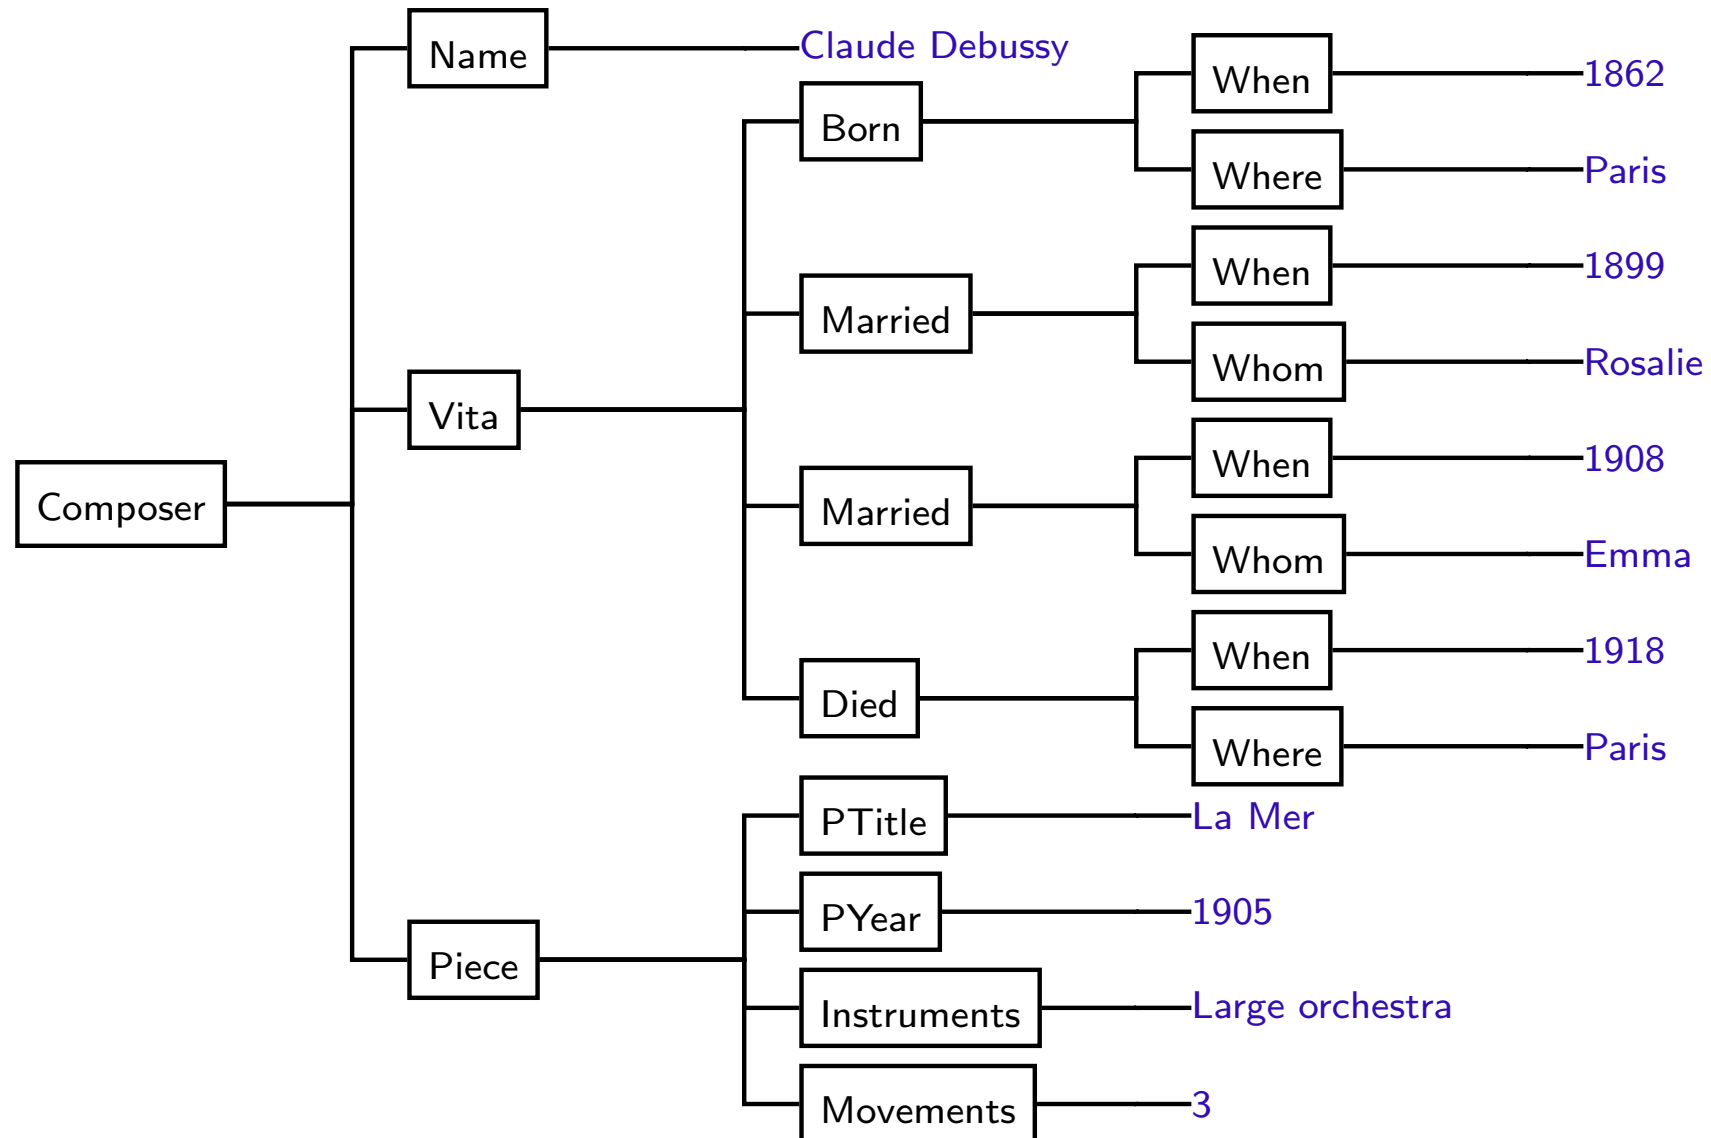 Name
Claude Debussy
When
1862
Born
Where
Paris
When
1899
Married
Whom
Rosalie
Vita
When
1908
Composer
Married
Whom
Emma
When
1918
Died
Where
Paris
PTitle
La Mer
PYear
1905
Piece
Instruments
Large orchestra
Movements
3